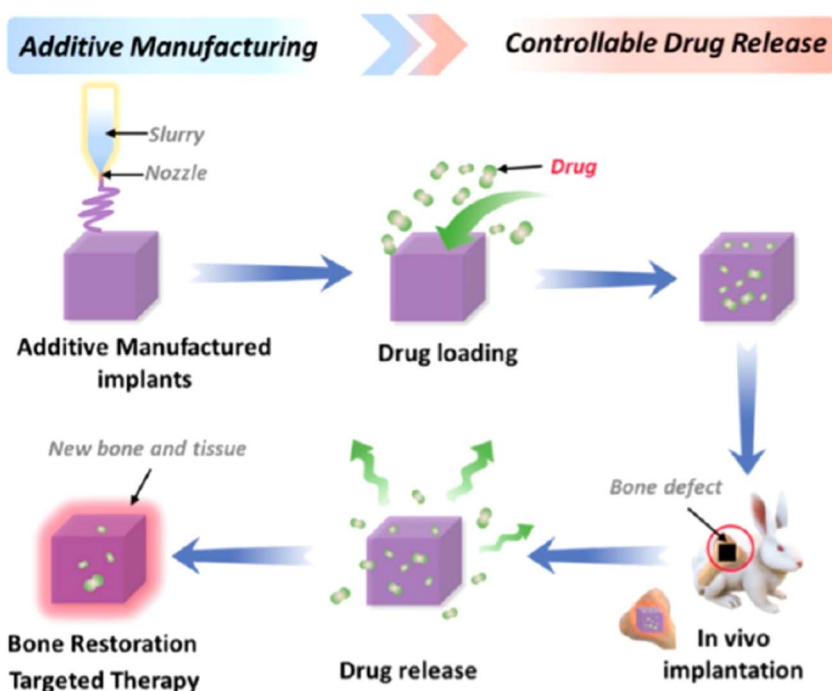 Additive Manufacturing
Controllable Drug Release
Slurry
Nozzle
Drug
Additive Manufactured
implants
Drug loading
New bone and tissue
Bone defect
Bone Restoration
Targeted Therapy
Drug release
In vivo
implantation